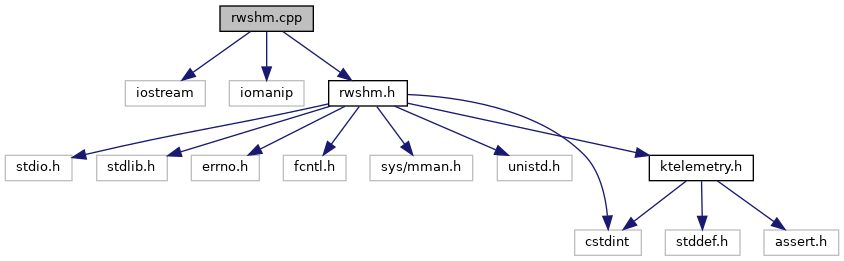 rwshm.cpp
iostream
iomanip
rwshm.h
stdio.h
stdlib.h
errno.h
fcntl.h
sys/mman.h
unistd.h
ktelemetry.h
cstdint
stddef.h
assert.h